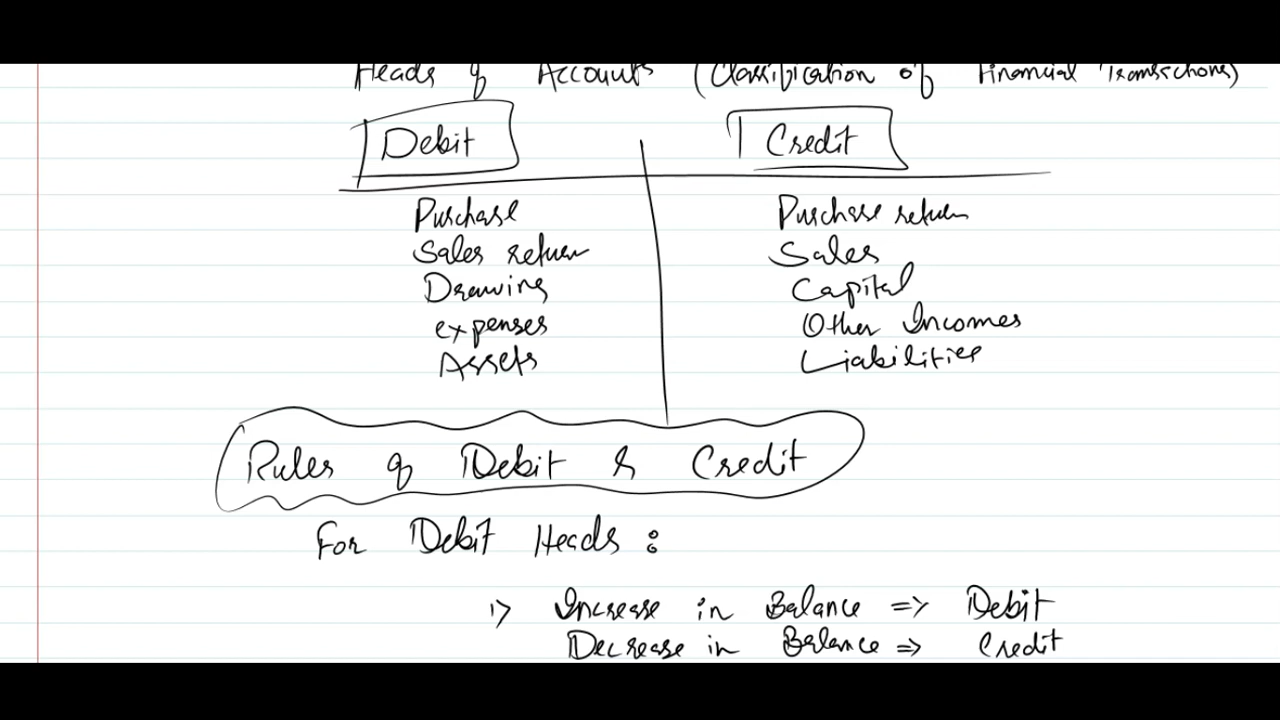 Heads of Accounts (Classification of Financial Transactions)
Debit Credit
Purchase Purchase return
Sales return Sales
Drawing Capital
expenses Other Incomes
Assets Liabilities
Rules of Debit & Credit
For Debit Heads :
1> Increase in Balance => Debit
Decrease in Balance => Credit